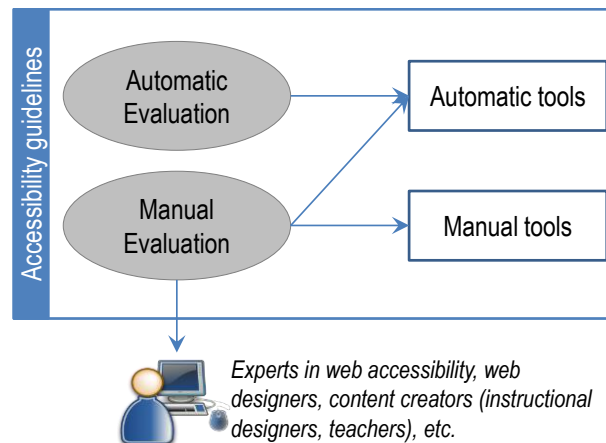 Accessibility guidelines
Automatic
Evaluation
Automatic tools
Manual
Evaluation
Manual tools
Experts in web accessibility, web
designers, content creators (instructional
designers, teachers), etc.